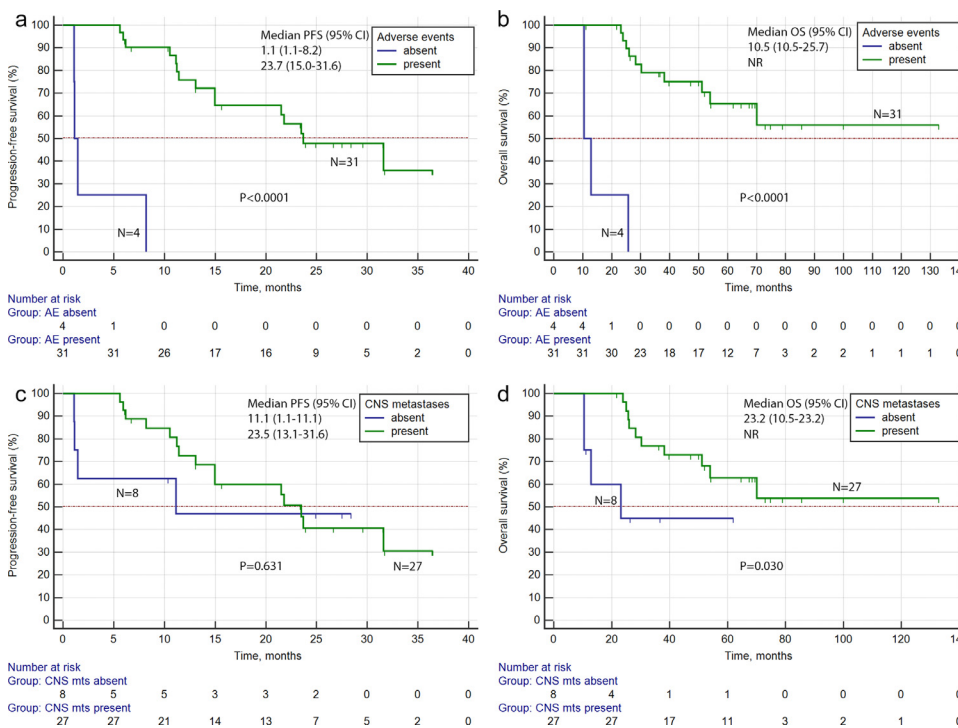 a
Progression-free survival (%)
100
90
80
70
60
50
40
30
20
10
0
Median PFS (95% CI)
1.1 (1.1-8.2)
23.7 (15.0-31.6)
Adverse events
absent
present
N=31
P<0.0001
N=4
0 5 10 15 20 25 30 35 40
Time, months
Number at risk
Group: AE absent
4 1 0 0 0 0 0 0 0
Group: AE present
31 31 26 17 16 9 5 2 0
b
Overall survival (%)
100
90
80
70
60
50
40
30
20
10
0
Median OS (95% CI)
10.5 (10.5-25.7)
NR
Adverse events
absent
present
N=31
P<0.0001
N=4
0 10 20 30 40 50 60 70 80 90 100 110 120 130 14
Time, months
Number at risk
Group: AE absent
4 4 1 0 0 0 0 0 0 0 0 0 0 0 0
Group: AE present
31 31 30 23 18 17 12 7 3 2 2 1 1 1 0
c
Progression-free survival (%)
100
90
80
70
60
50
40
30
20
10
0
Median PFS (95% CI)
11.1 (1.1-11.1)
23.5 (13.1-31.6)
CNS metastases
absent
present
N=8
P=0.631
N=27
0 5 10 15 20 25 30 35 40
Time, months
Number at risk
Group: CNS mts absent
8 5 5 3 3 2 0 0 0
Group: CNS mts present
27 27 21 14 13 7 5 2 0
d
Overall survival (%)
100
90
80
70
60
50
40
30
20
10
0
Median OS (95% CI)
23.2 (10.5-23.2)
NR
CNS metastases
absent
present
N=27
N=8
P=0.030
0 20 40 60 80 100 120 14
Time, months
Number at risk
Group: CNS mts absent
8 4 1 1 0 0 0 0
Group: CNS mts present
27 27 17 11 3 2 1 0